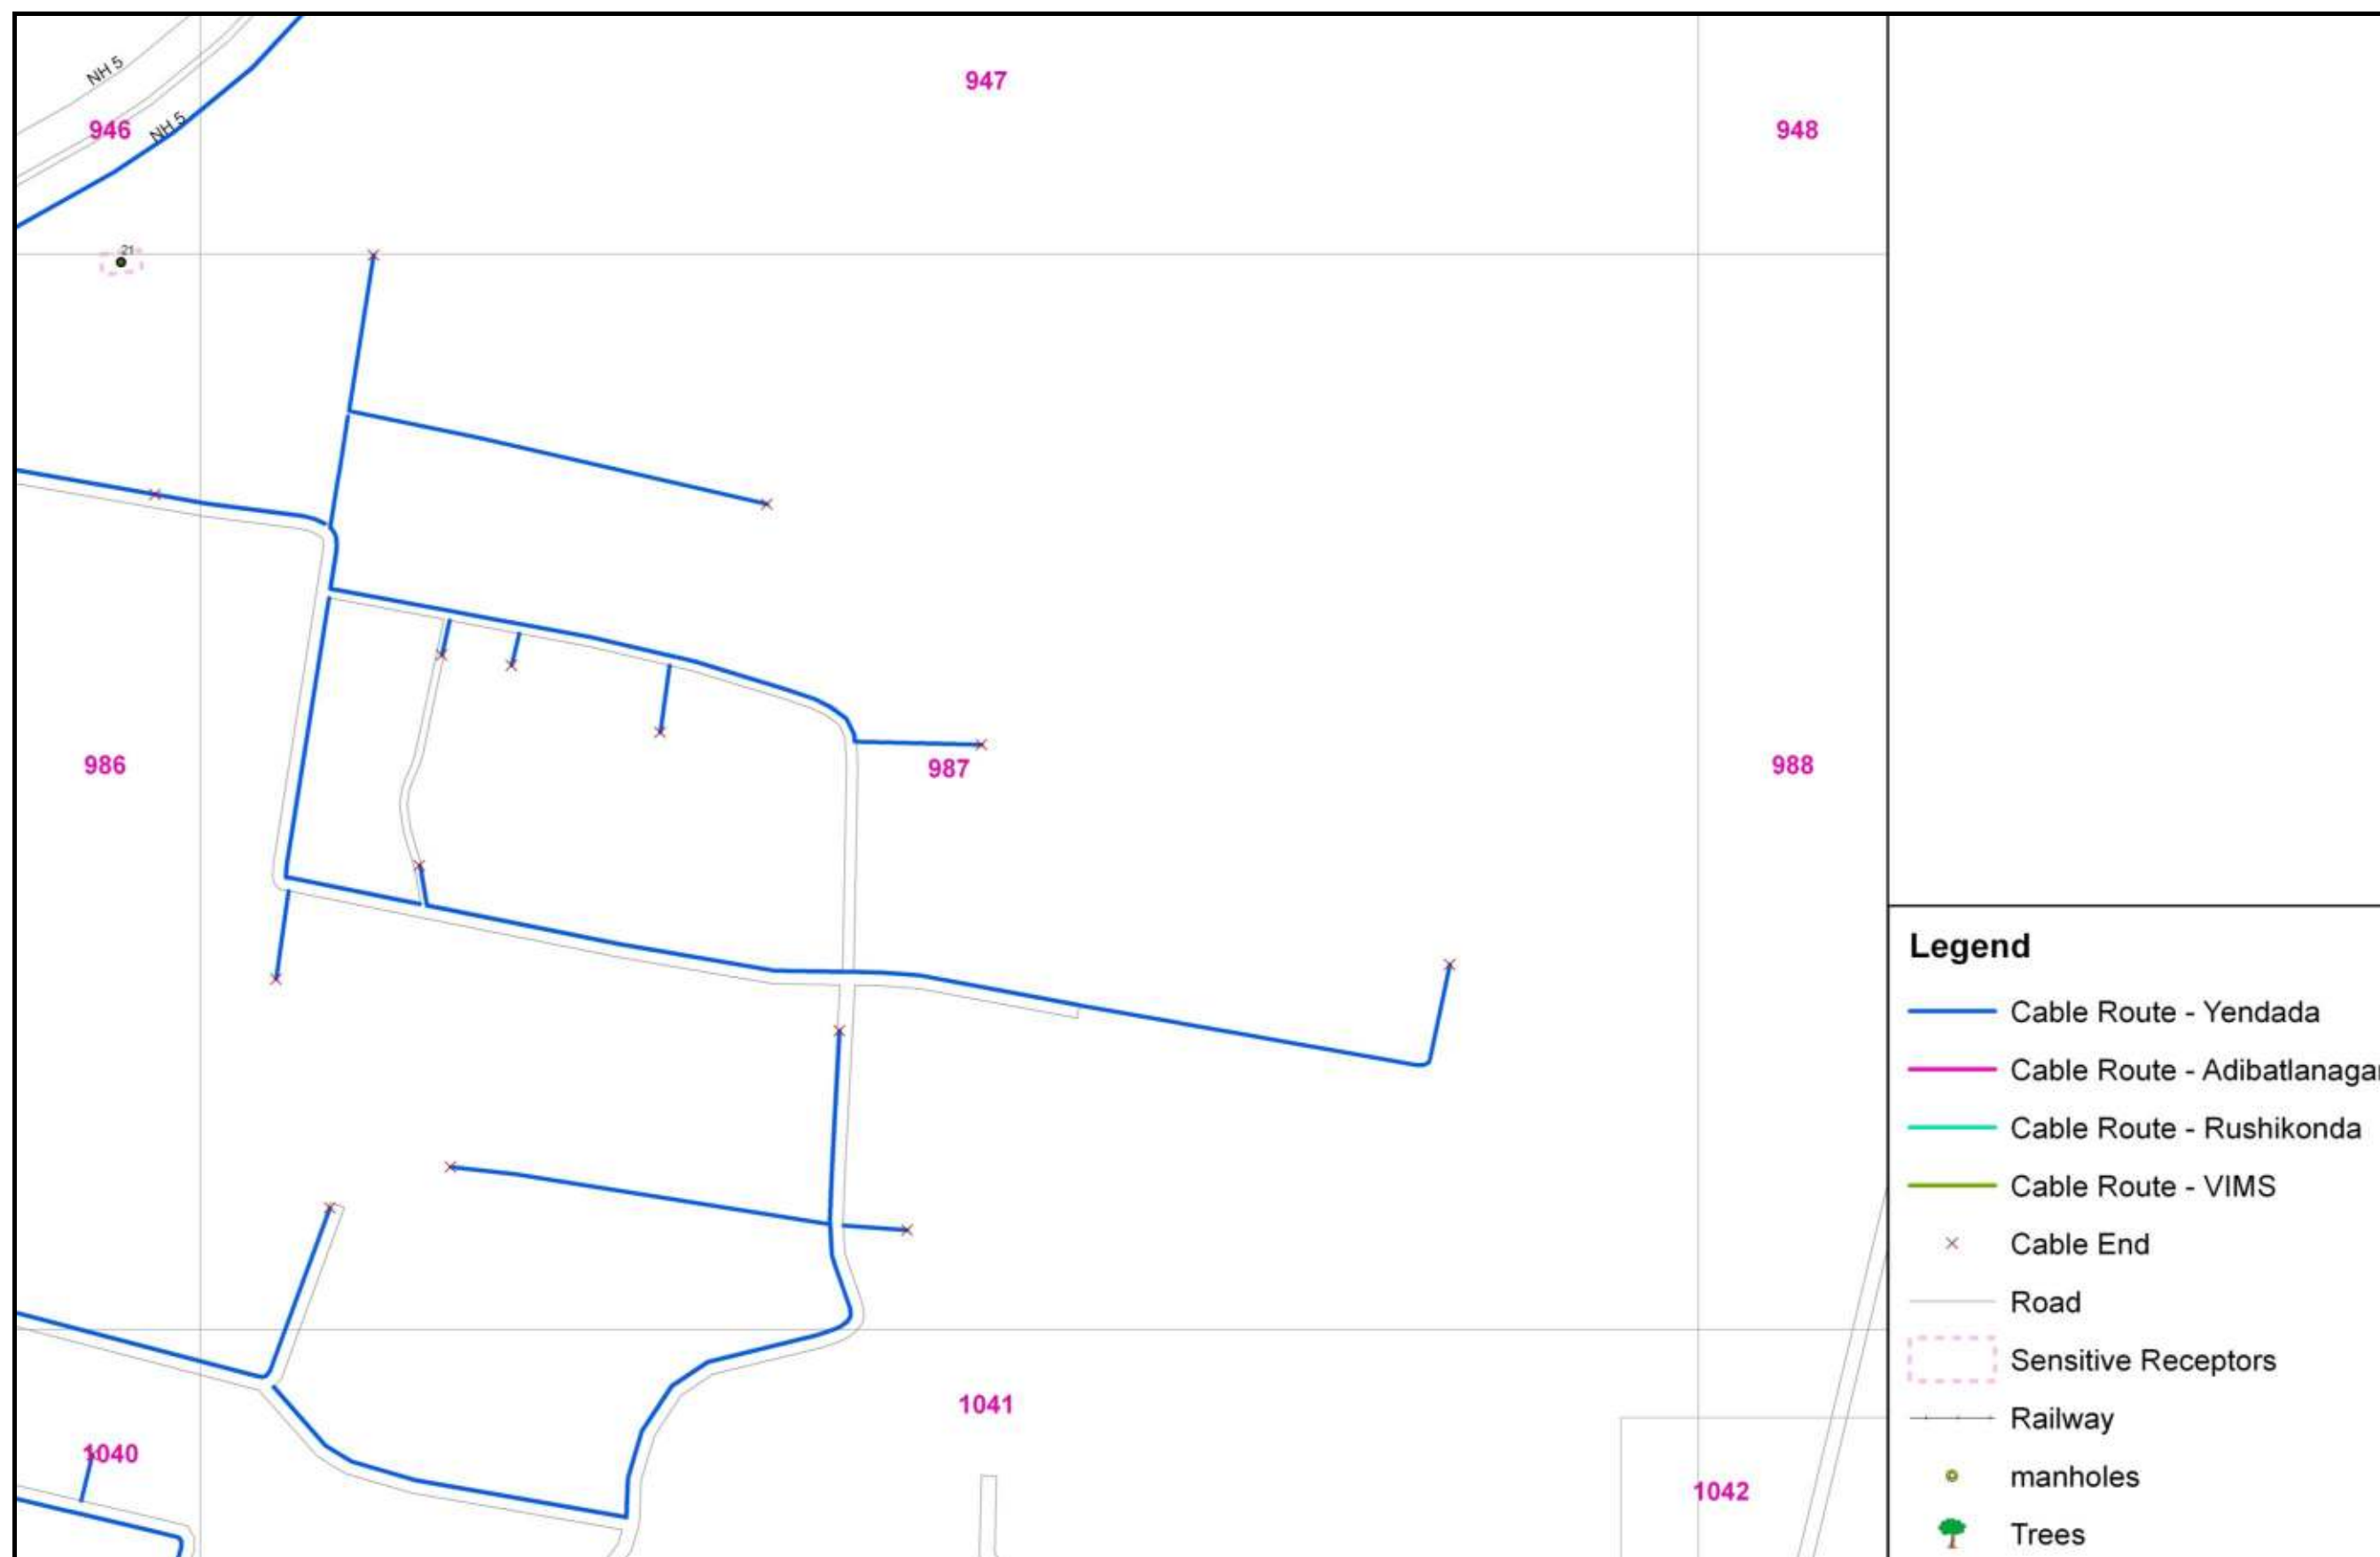 NH 5
947
946
NH 5
948
21
986
987
988
1041
1040
1042
Legend
Cable Route - Yendada
Cable Route - Adibatlanagar
Cable Route - Rushikonda
Cable Route - VIMS
Cable End
Road
Sensitive Receptors
Railway
manholes
Trees